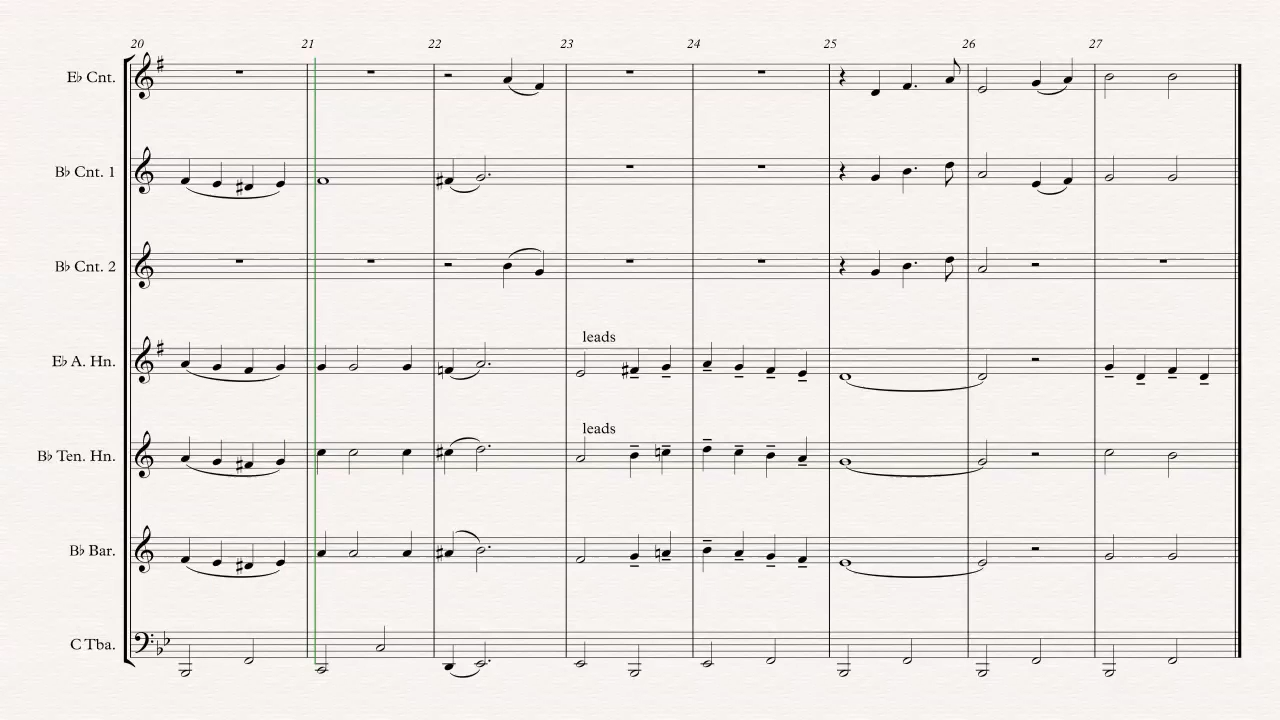 20 21 22 23 24 25 26 27
E♭ Cnt.
B♭ Cnt. 1
B♭ Cnt. 2
leads
E♭ A. Hn.
leads
B♭ Ten. Hn.
B♭ Bar.
C Tba.